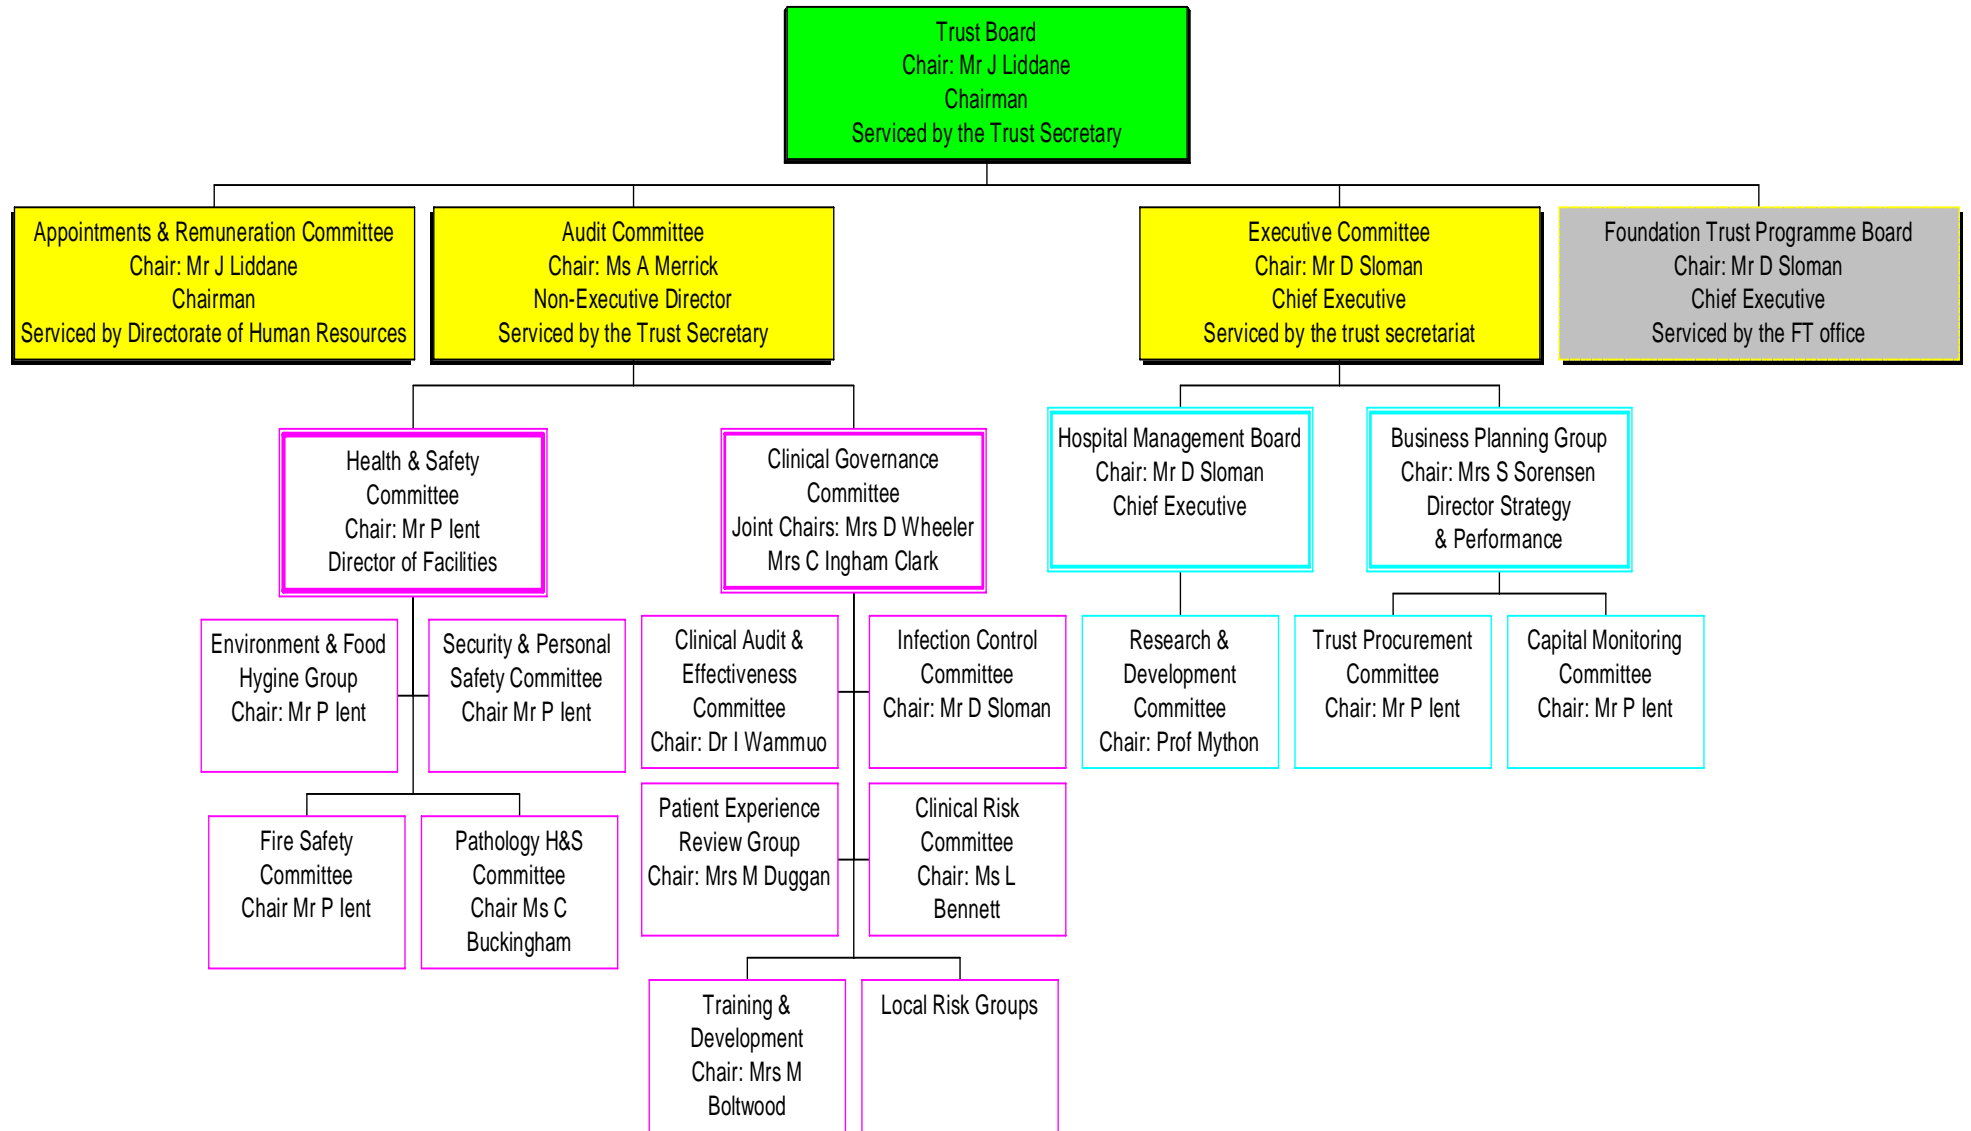 Trust Board
Chair: Mr J Liddane
Chairman
Serviced by the Trust Secretary
Appointments & Remuneration Committee
Chair: Mr J Liddane
Chairman
Serviced by Directorate of Human Resources
Audit Committee
Chair: Ms A Merrick
Non-Executive Director
Serviced by the Trust Secretary
Executive Committee
Chair: Mr D Sloman
Chief Executive
Serviced by the trust secretariat
Foundation Trust Programme Board
Chair: Mr D Sloman
Chief Executive
Serviced by the FT office
Health & Safety
Committee
Chair: Mr P Ient
Director of Facilities
Clinical Governance
Committee
Joint Chairs: Mrs D Wheeler
Mrs C Ingham Clark
Hospital Management Board
Chair: Mr D Sloman
Chief Executive
Business Planning Group
Chair: Mrs S Sorensen
Director Strategy
& Performance
Environment & Food
Hygine Group
Chair: Mr P Ient
Security & Personal
Safety Committee
Chair Mr P Ient
Clinical Audit &
Effectiveness
Committee
Chair: Dr I Wammuo
Infection Control
Committee
Chair: Mr D Sloman
Research &
Development
Committee
Chair: Prof Mython
Trust Procurement
Committee
Chair: Mr P Ient
Capital Monitoring
Committee
Chair: Mr P Ient
Fire Safety
Committee
Chair Mr P Ient
Pathology H&S
Committee
Chair Ms C
Buckingham
Patient Experience
Review Group
Chair: Mrs M Duggan
Clinical Risk
Committee
Chair: Ms L
Bennett
Training &
Development
Chair: Mrs M
Boltwood
Local Risk Groups